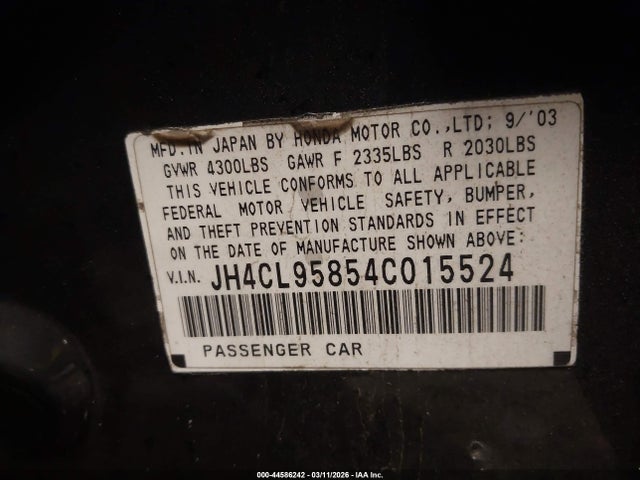 MFD.IN JAPAN BY HONDA MOTOR CO.,LTD; 9/'03
GVWR 4300LBS GAWR F 2335LBS R 2030LBS
THIS VEHICLE CONFORMS TO ALL APPLICABLE
FEDERAL MOTOR VEHICLE SAFETY, BUMPER,
AND THEFT PREVENTION STANDARDS IN EFFECT
ON THE DATE OF MANUFACTURE SHOWN ABOVE:
V.I.N. JH4CL95854C015524
PASSENGER CAR
000-44586242 - 03/11/2026 - IAA Inc.